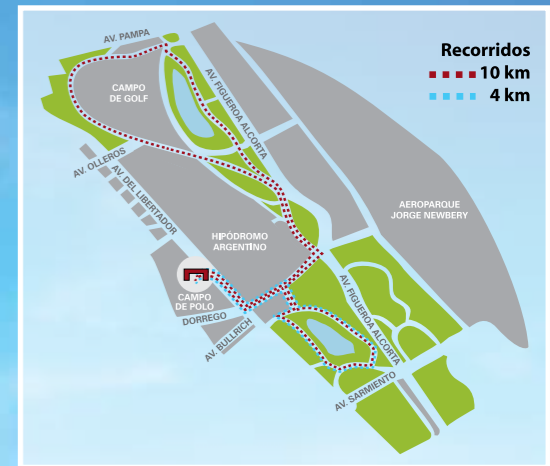 Recorridos
10 km
4 km
AV. PAMPA
CAMPO
DE GOLF
AV. FIGUEROA ALCORTA
AV. OLLEROS
AV. DEL LIBERTADOR
AEROPARQUE
JORGE NEWBERY
HIPÓDROMO
ARGENTINO
CAMPO
DE POLO
DORREGO
AV. BULLRICH
AV. FIGUEROA ALCORTA
AV. SARMIENTO